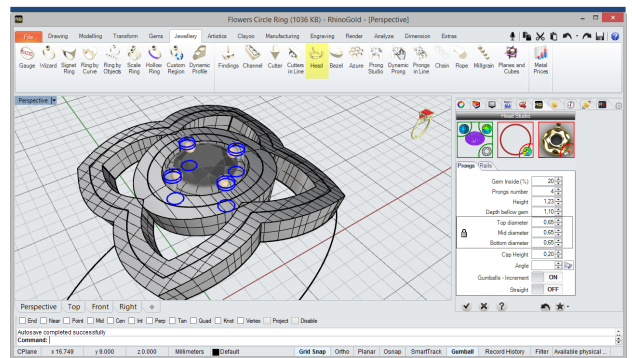 Flowers Circle Ring (1036 KB) - RhinoGold - [Perspective]
File Drawing Modelling Transform Gems Jewellery Artistics Clayoo Manufacturing Engraving Render Analyze Dimension Extras
Gauge Wizard Signet Ring Ring by Curve Ring by Objects Scale Ring Hollow Ring Custom Region Dynamic Profile Findings Channel Cutter Cutters in Line Head Bezel Azure Prong Studio Dynamic Prong Prongs in Line Chain Rope Millgrain Planes and Cubes Metal Prices
Perspective
Head Studio
Prongs Rails
Gem Inside (%) 20
Prongs number 4
Height 1,23
Depth bellow gem 1,10
Top diameter 0,65
Mid diameter 0,65
Bottom diameter 0,65
Cap Height 0,20
Angle
Gumballs - Increment ON
Straight OFF
Perspective Top Front Right
End Near Point Mid Cen Int Perp Tan Quad Knot Vertex Project Disable
Autosave completed successfully
Command:
CPlane x 16.749 y 9.000 z 0.000 Millimeters Default Grid Snap Ortho Planar Osnap SmartTrack Gumball Record History Filter Available physical ...